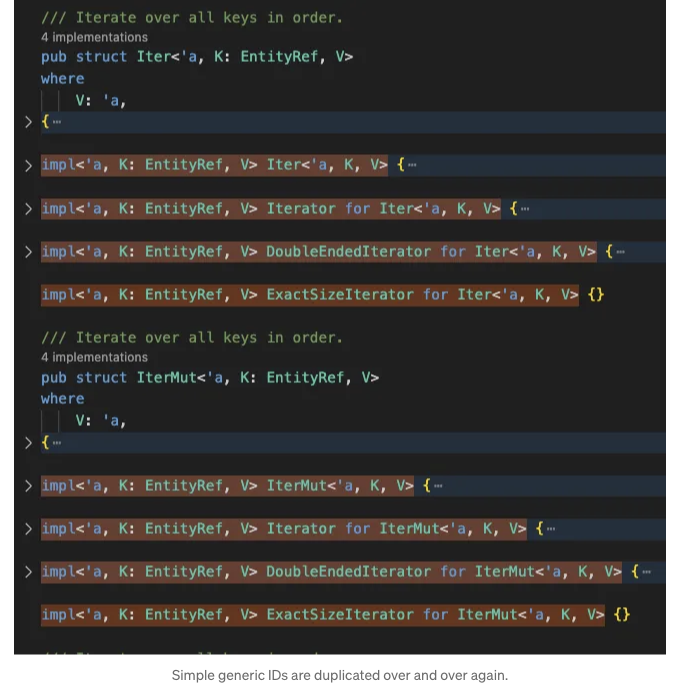 /// Iterate over all keys in order.
4 implementations
pub struct Iter<'a, K: EntityRef, V>
where
V: 'a,
{⋯
impl<'a, K: EntityRef, V> Iter<'a, K, V> {⋯
impl<'a, K: EntityRef, V> Iterator for Iter<'a, K, V> {⋯
impl<'a, K: EntityRef, V> DoubleEndedIterator for Iter<'a, K, V> {⋯
impl<'a, K: EntityRef, V> ExactSizeIterator for Iter<'a, K, V> {}
/// Iterate over all keys in order.
4 implementations
pub struct IterMut<'a, K: EntityRef, V>
where
V: 'a,
{⋯
impl<'a, K: EntityRef, V> IterMut<'a, K, V> {⋯
impl<'a, K: EntityRef, V> Iterator for IterMut<'a, K, V> {⋯
impl<'a, K: EntityRef, V> DoubleEndedIterator for IterMut<'a, K, V> {⋯
impl<'a, K: EntityRef, V> ExactSizeIterator for IterMut<'a, K, V> {}
Simple generic IDs are duplicated over and over again.